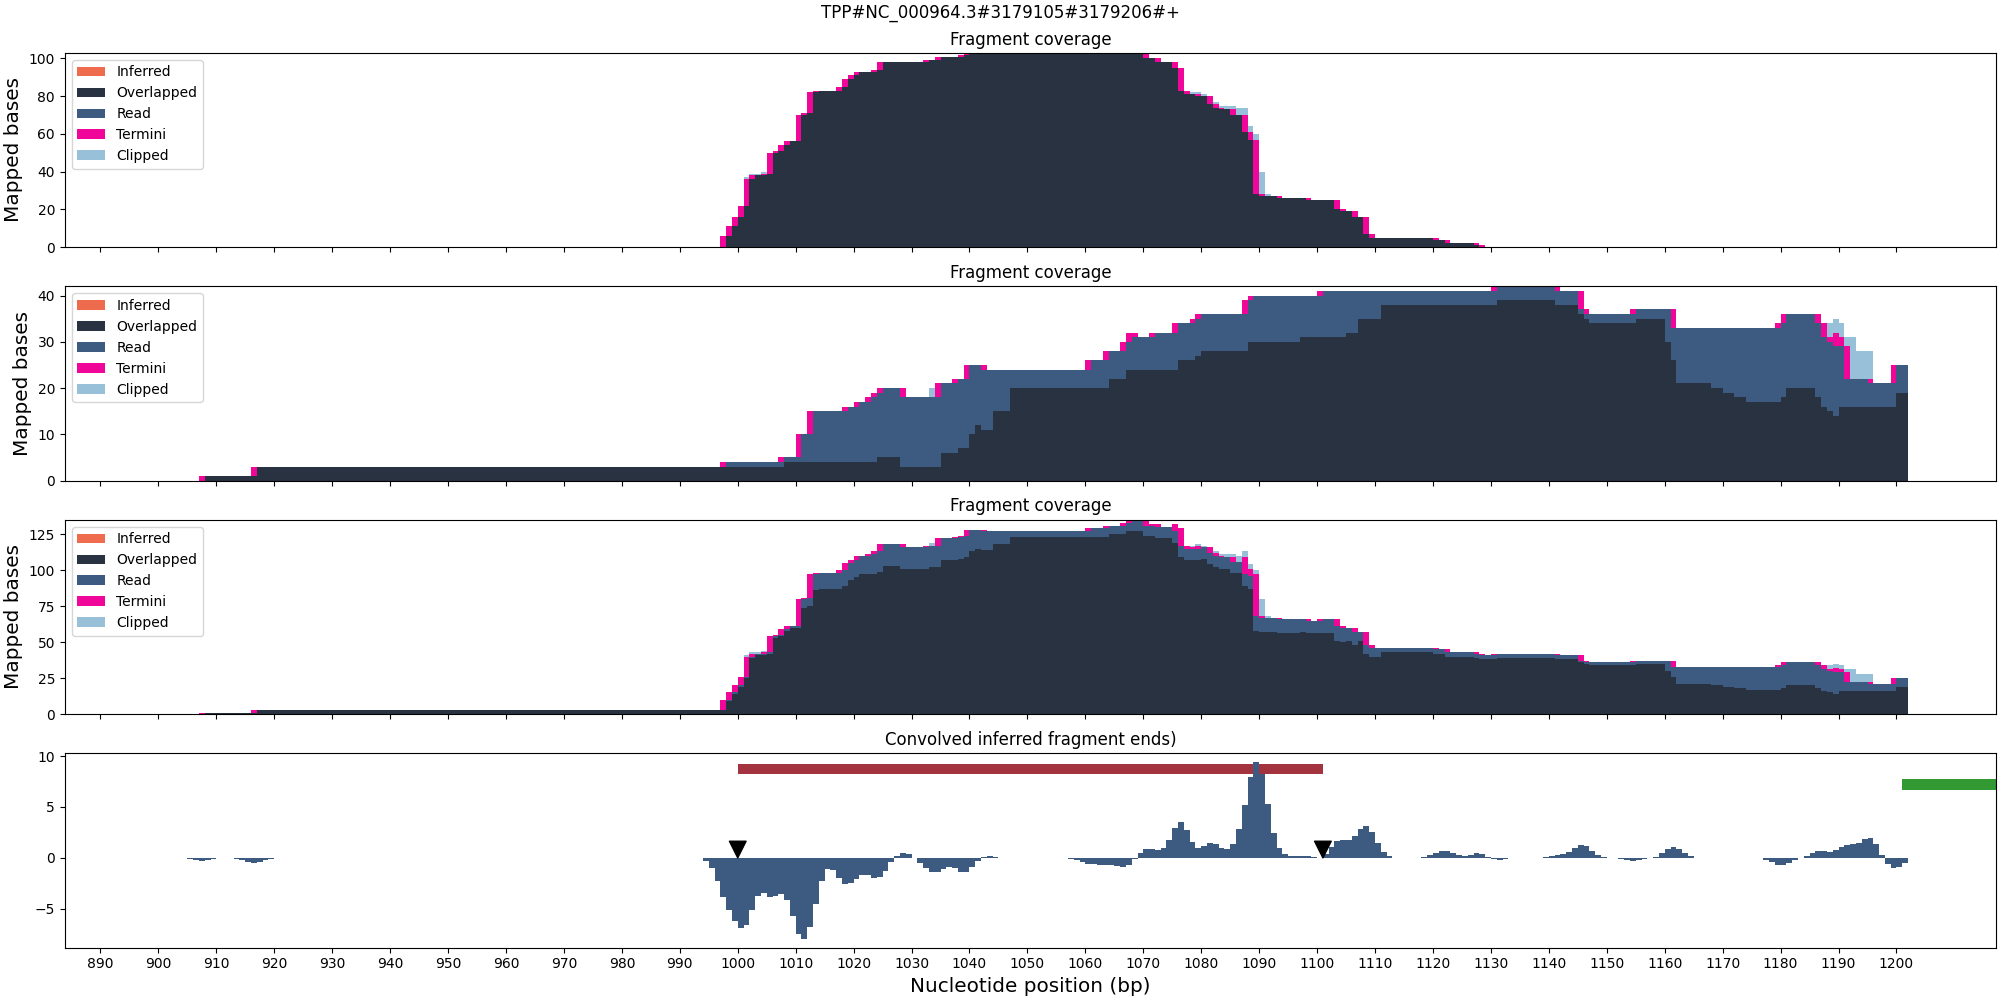 TPP#NC_000964.3#3179105#3179206#+
Fragment coverage
Mapped bases
100
80
60
40
20
0
Inferred
Overlapped
Read
Termini
Clipped
Fragment coverage
Mapped bases
40
30
20
10
0
Inferred
Overlapped
Read
Termini
Clipped
Fragment coverage
Mapped bases
125
100
75
50
25
0
Inferred
Overlapped
Read
Termini
Clipped
Convolved inferred fragment ends)
10
5
0
−5
890 900 910 920 930 940 950 960 970 980 990 1000 1010 1020 1030 1040 1050 1060 1070 1080 1090 1100 1110 1120 1130 1140 1150 1160 1170 1180 1190 1200
Nucleotide position (bp)